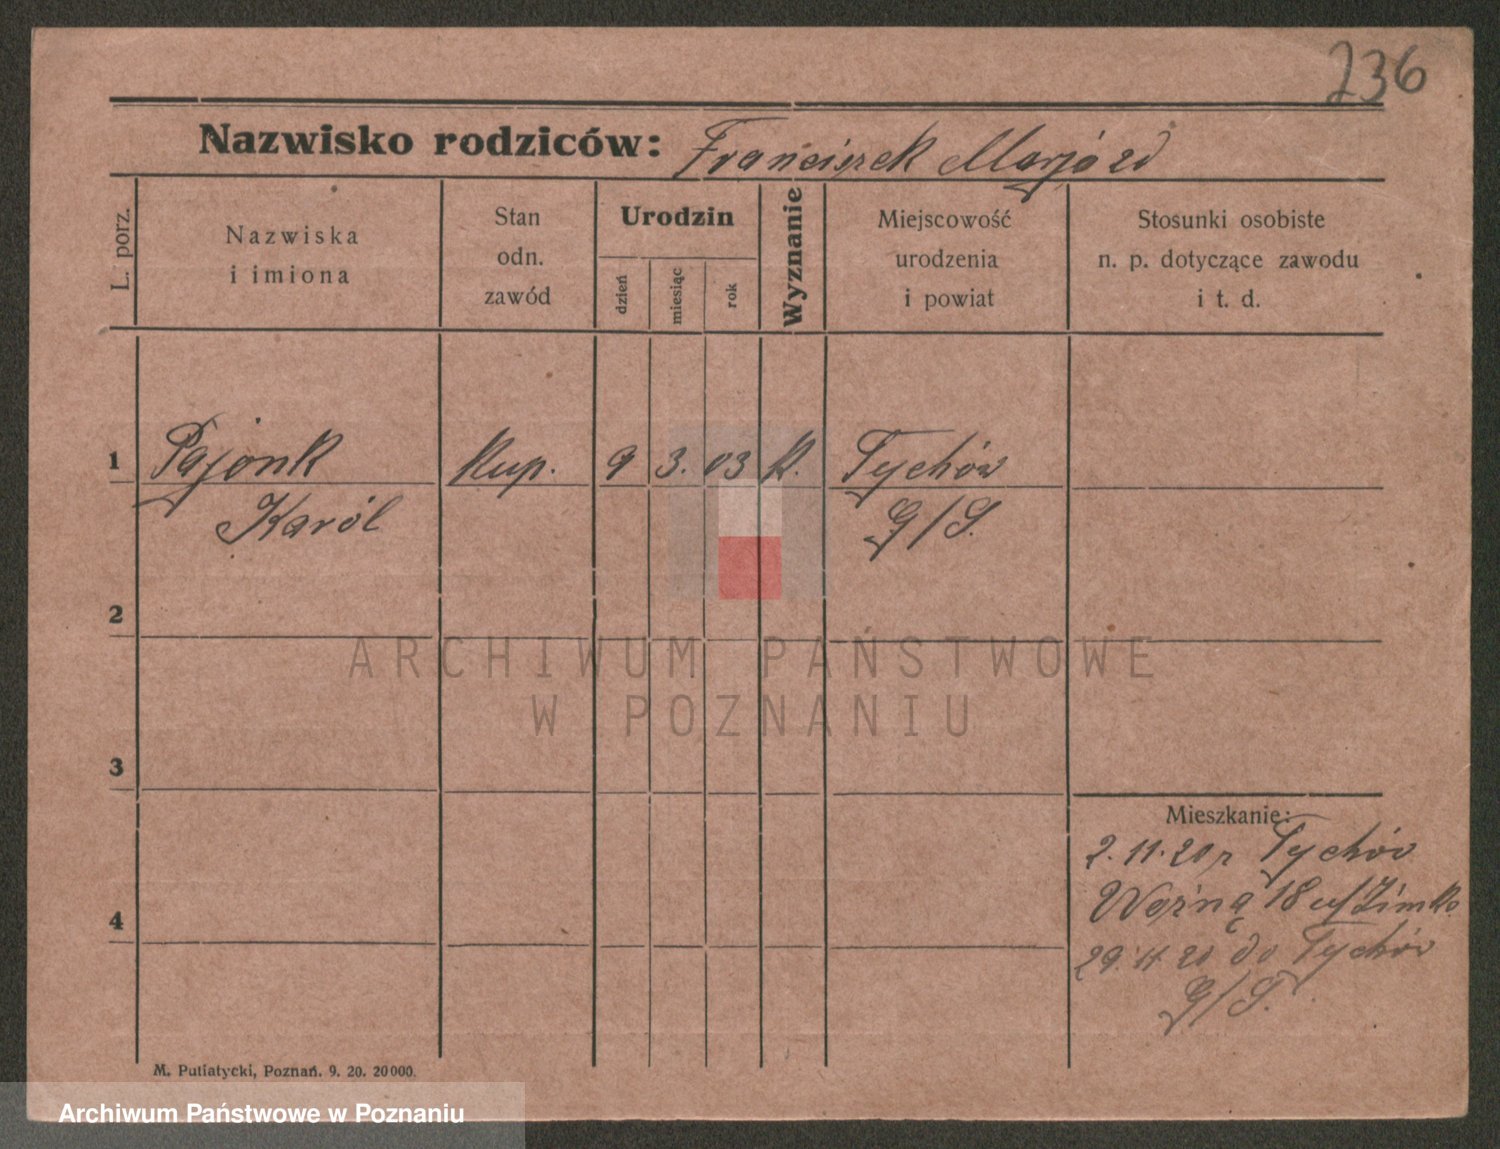 236
Nazwisko rodziców: Franciszek
L. porz.
Nazwiska
i imiona
Stan
odn.
zawód
Urodzin
dzień
miesiąc
rok
Wyznanie
Miejscowość
urodzenia
i powiat
Stosunki osobiste
n. p. dotyczące zawodu
i t. d.
1
Pajonk
Karól
Kup.
9
3.
03
K.
Tychów
G/S.
2
3
4
Mieszkanie:
2.11.20 Tychów
Woźna 18
29.11.20 do Tychów
G/S.
M. Putiatycki, Poznań. 9. 20. 20000.
ARCHIWUM PAŃSTWOWE
W POZNANIU
Archiwum Państwowe w Poznaniu